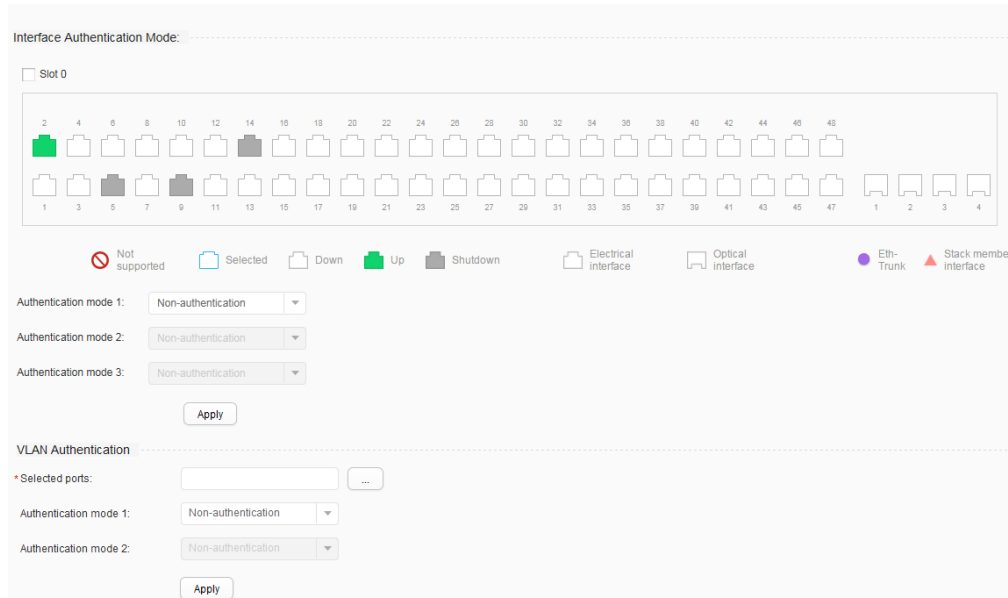 Interface Authentication Mode:
Slot 0
2 4 6 8 10 12 14 16 18 20 22 24 26 28 30 32 34 36 38 40 42 44 46 48
1 3 5 7 9 11 13 15 17 19 21 23 25 27 29 31 33 35 37 39 41 43 45 47 1 2 3 4
Not supported Selected Down Up Shutdown Electrical interface Optical interface Eth-Trunk Stack membe interface
Authentication mode 1: Non-authentication
Authentication mode 2: Non-authentication
Authentication mode 3: Non-authentication
Apply
VLAN Authentication
*Selected ports: ...
Authentication mode 1: Non-authentication
Authentication mode 2: Non-authentication
Apply